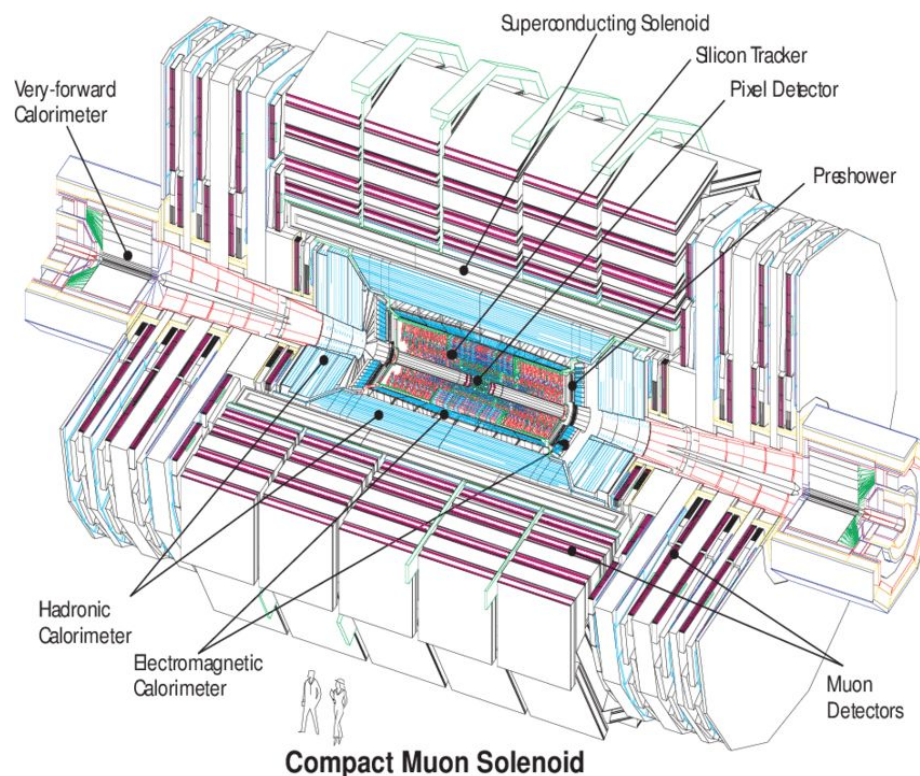 Superconducting Solenoid
Silicon Tracker
Pixel Detector
Very-forward
Calorimeter
Preshower
Hadronic
Calorimeter
Electromagnetic
Calorimeter
Muon
Detectors
Compact Muon Solenoid